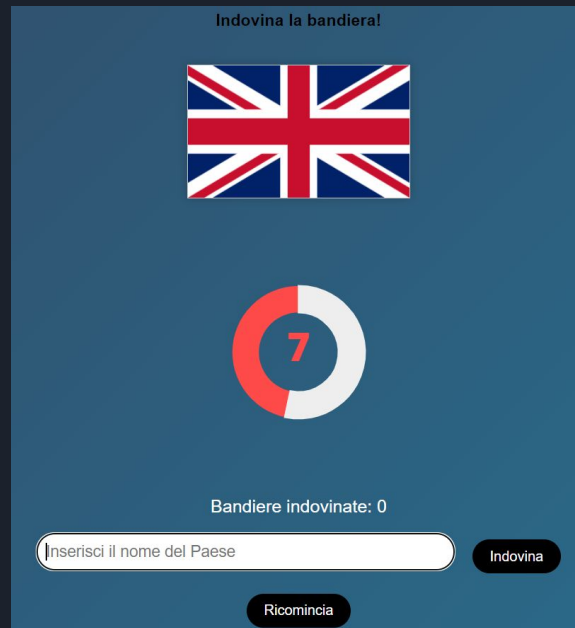 Indovina la bandiera!
7
Bandiere indovinate: 0
Inserisci il nome del Paese
Indovina
Ricomincia